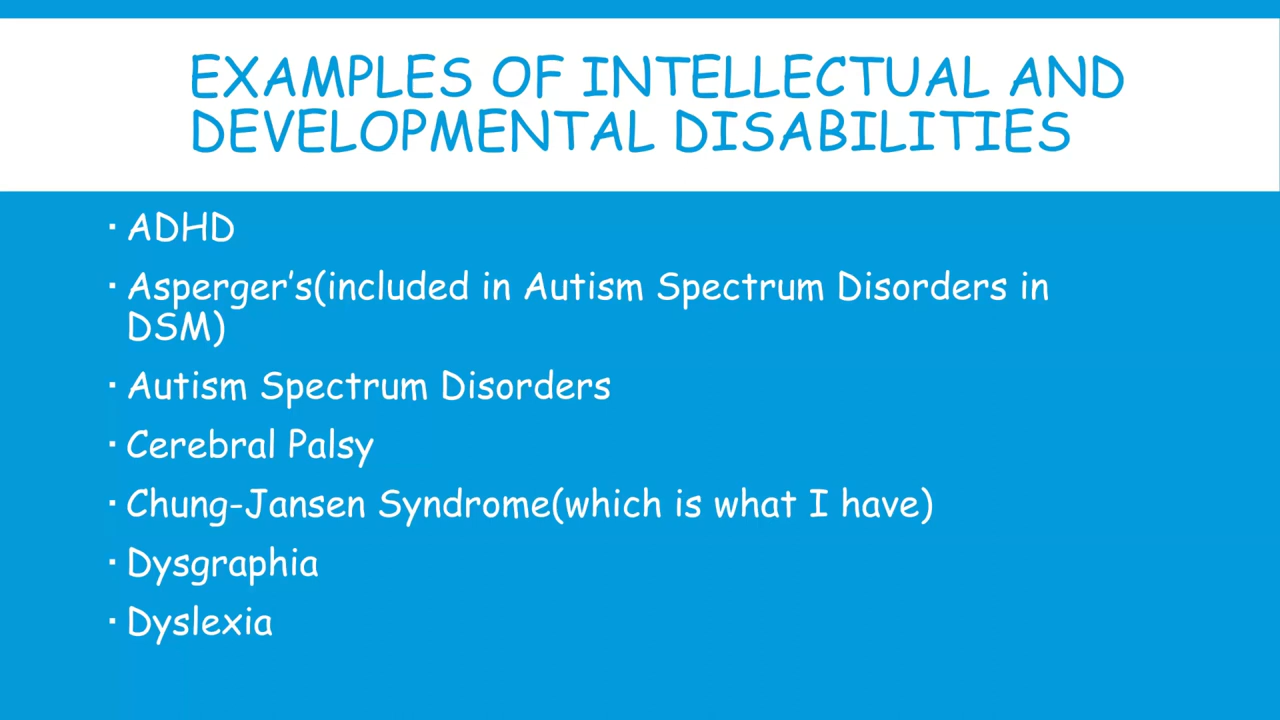 EXAMPLES OF INTELLECTUAL AND
DEVELOPMENTAL DISABILITIES
▪ ADHD
▪ Asperger’s(included in Autism Spectrum Disorders in
DSM)
▪ Autism Spectrum Disorders
▪ Cerebral Palsy
▪ Chung-Jansen Syndrome(which is what I have)
▪ Dysgraphia
▪ Dyslexia